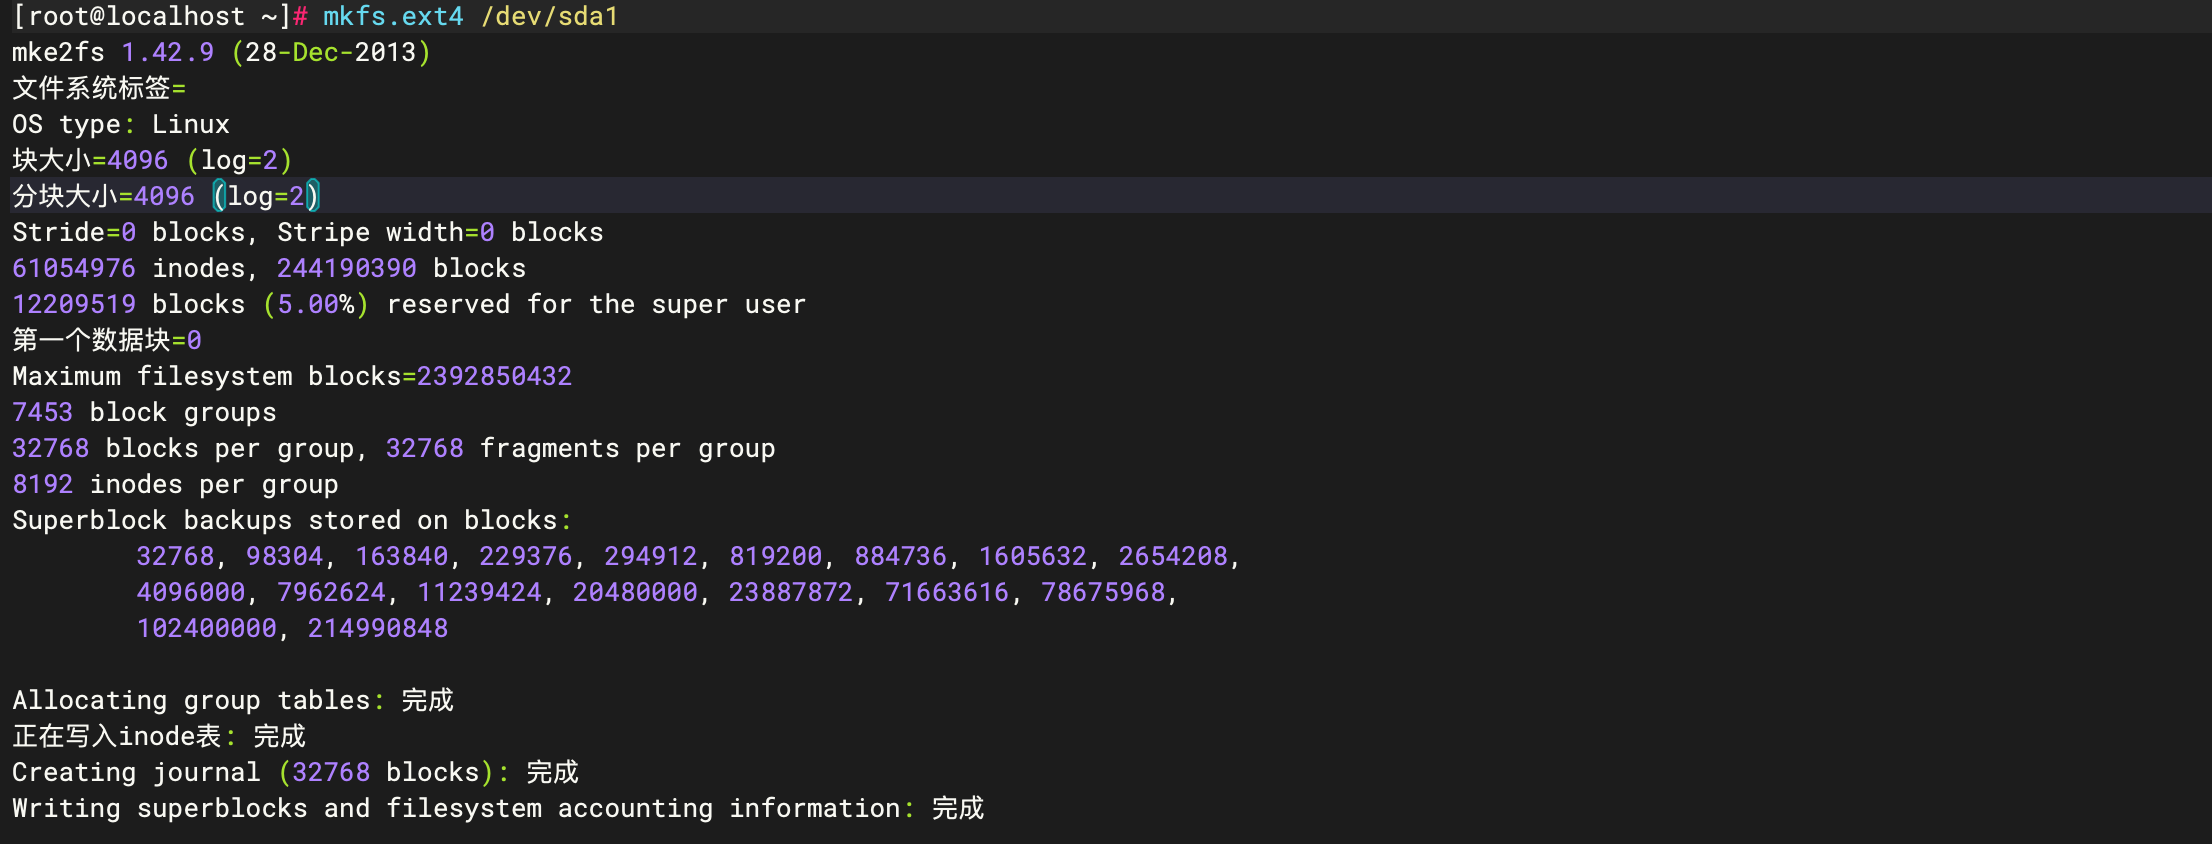 [root@localhost ~]# mkfs.ext4 /dev/sda1
mke2fs 1.42.9 (28-Dec-2013)
文件系统标签=
OS type: Linux
块大小=4096 (log=2)
分块大小=4096 (log=2)
Stride=0 blocks, Stripe width=0 blocks
61054976 inodes, 244190390 blocks
12209519 blocks (5.00%) reserved for the super user
第一个数据块=0
Maximum filesystem blocks=2392850432
7453 block groups
32768 blocks per group, 32768 fragments per group
8192 inodes per group
Superblock backups stored on blocks:
32768, 98304, 163840, 229376, 294912, 819200, 884736, 1605632, 2654208,
4096000, 7962624, 11239424, 20480000, 23887872, 71663616, 78675968,
102400000, 214990848
Allocating group tables: 完成
正在写入inode表: 完成
Creating journal (32768 blocks): 完成
Writing superblocks and filesystem accounting information: 完成